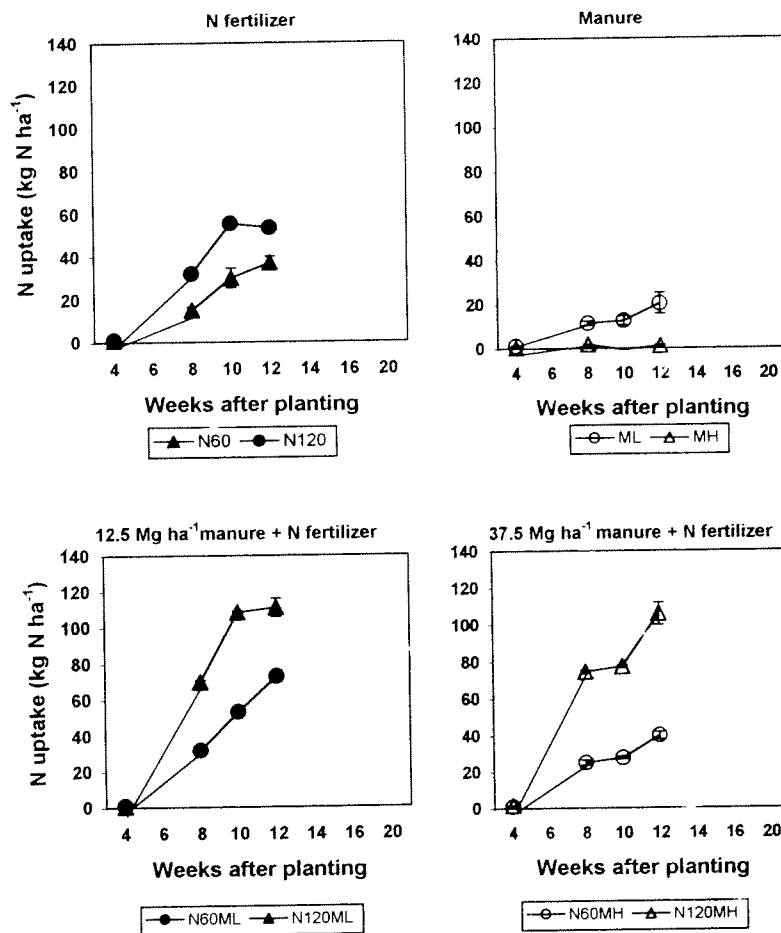 N fertilizer
Manure
N uptake (kg N ha⁻¹)
140
120
100
80
60
40
20
0
4 6 8 10 12 14 16 18 20
Weeks after planting
N60 N120
140
120
100
80
60
40
20
0
4 6 8 10 12 14 16 18 20
Weeks after planting
ML MH
12.5 Mg ha⁻¹ manure + N fertilizer
37.5 Mg ha⁻¹ manure + N fertilizer
N uptake (kg N ha⁻¹)
140
120
100
80
60
40
20
0
4 6 8 10 12 14 16 18 20
Weeks after planting
N60ML N120ML
140
120
100
80
60
40
20
0
4 6 8 10 12 14 16 18 20
Weeks after planting
N60MH N120MH